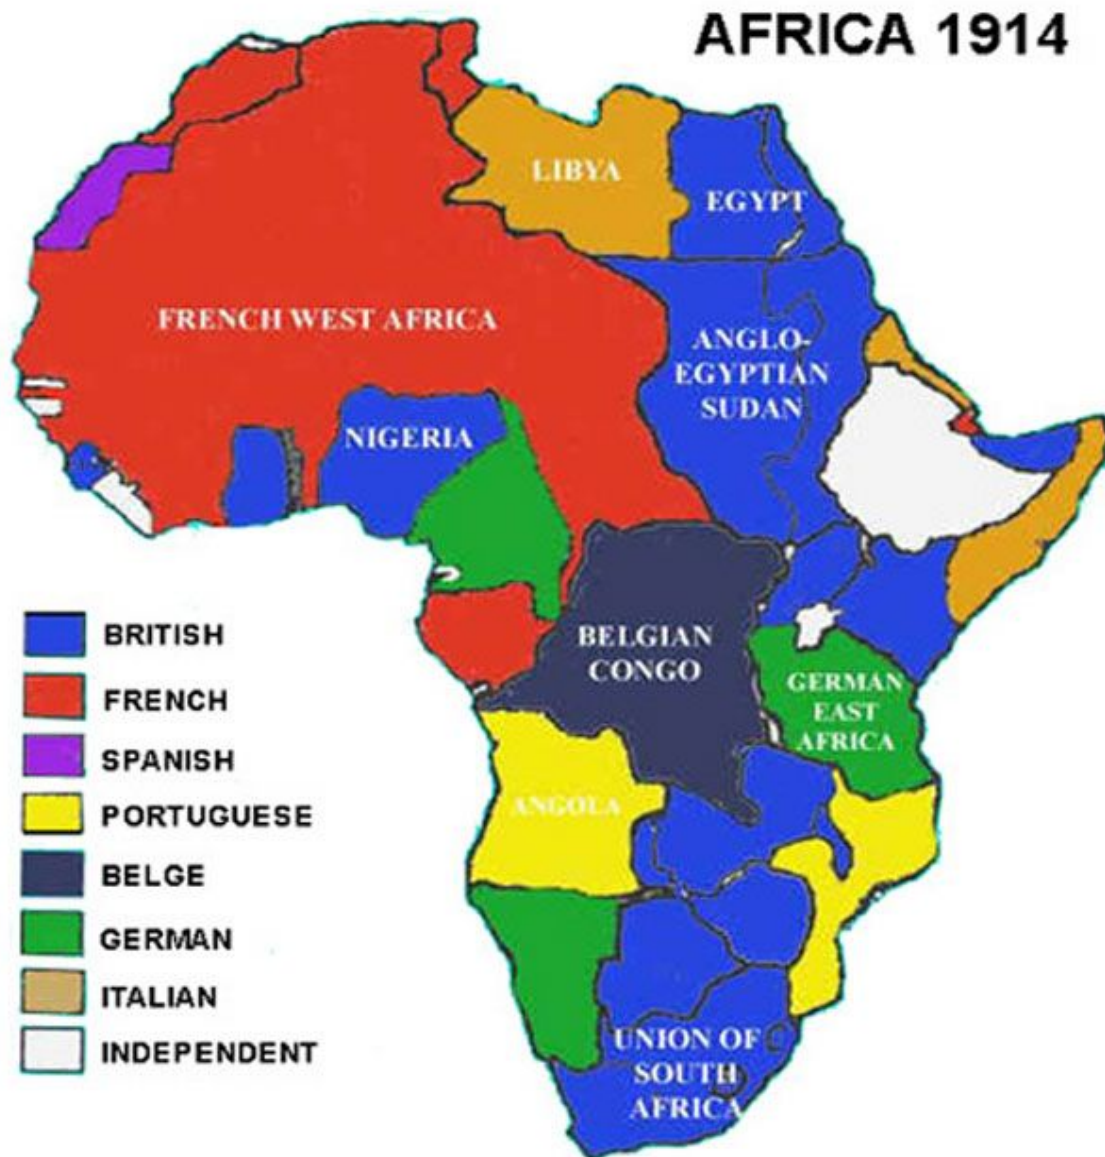 AFRICA 1914
LIBYA
EGYPT
FRENCH WEST AFRICA
ANGLO-
EGYPTIAN
SUDAN
NIGERIA
BELGIAN
CONGO
GERMAN
EAST
AFRICA
ANGOLA
UNION OF
SOUTH
AFRICA
BRITISH
FRENCH
SPANISH
PORTUGUESE
BELGE
GERMAN
ITALIAN
INDEPENDENT